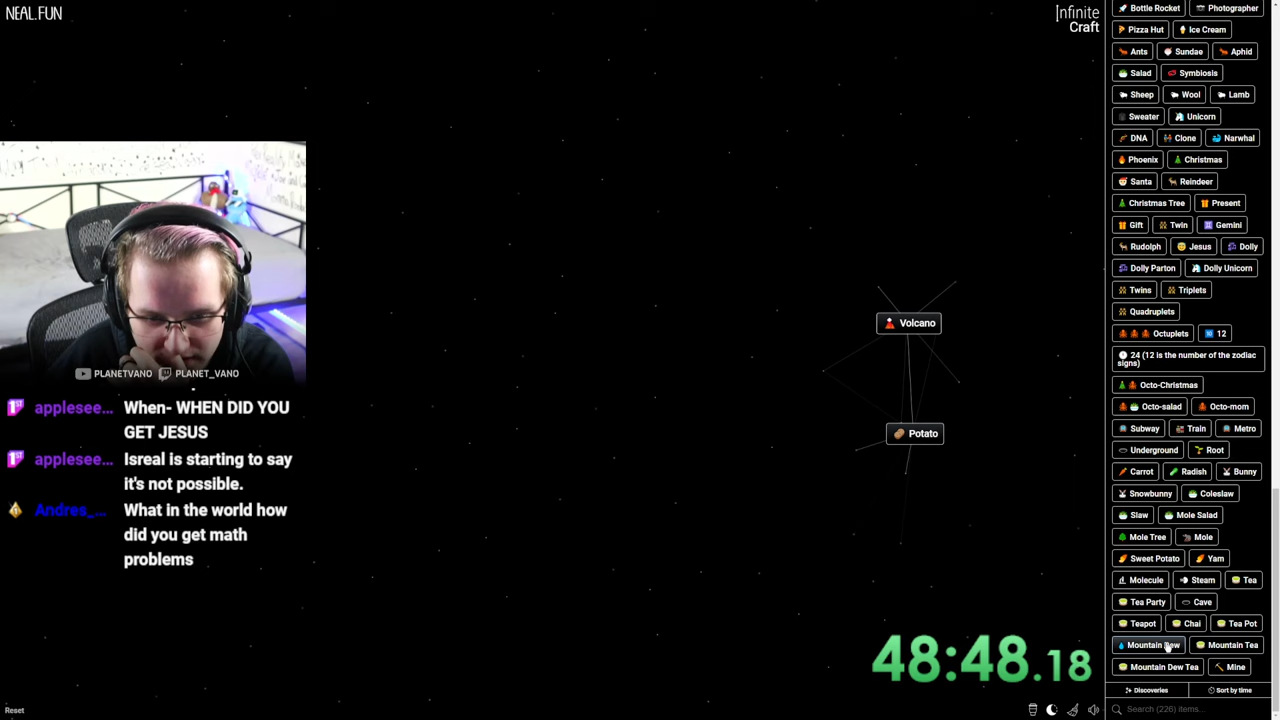 NEAL.FUN
Infinite
Craft
Bottle Rocket Photographer
Pizza Hut Ice Cream
Ants Sundae Aphid
Salad Symbiosis
Sheep Wool Lamb
Sweater Unicorn
DNA Clone Narwhal
Phoenix Christmas
Santa Reindeer
Christmas Tree Present
Gift Twin Gemini
Rudolph Jesus Dolly
Dolly Parton Dolly Unicorn
Twins Triplets
Quadruplets
Octuplets 12
24 (12 is the number of the zodiac
signs)
Octo-Christmas
Octo-salad Octo-mom
Subway Train Metro
Underground Root
Carrot Radish Bunny
Snowbunny Coleslaw
Slaw Mole Salad
Mole Tree Mole
Sweet Potato Yam
Molecule Steam Tea
Tea Party Cave
Teapot Chai Tea Pot
Mountain Dew Mountain Tea
Mountain Dew Tea Mine
Discoveries Sort by time
Search (226) items...
Volcano
Potato
PLANETVANO PLANET_VANO
applesee... When- WHEN DID YOU
GET JESUS
applesee... Isreal is starting to say
it's not possible.
Andres_... What in the world how
did you get math
problems
48:48.18
Reset